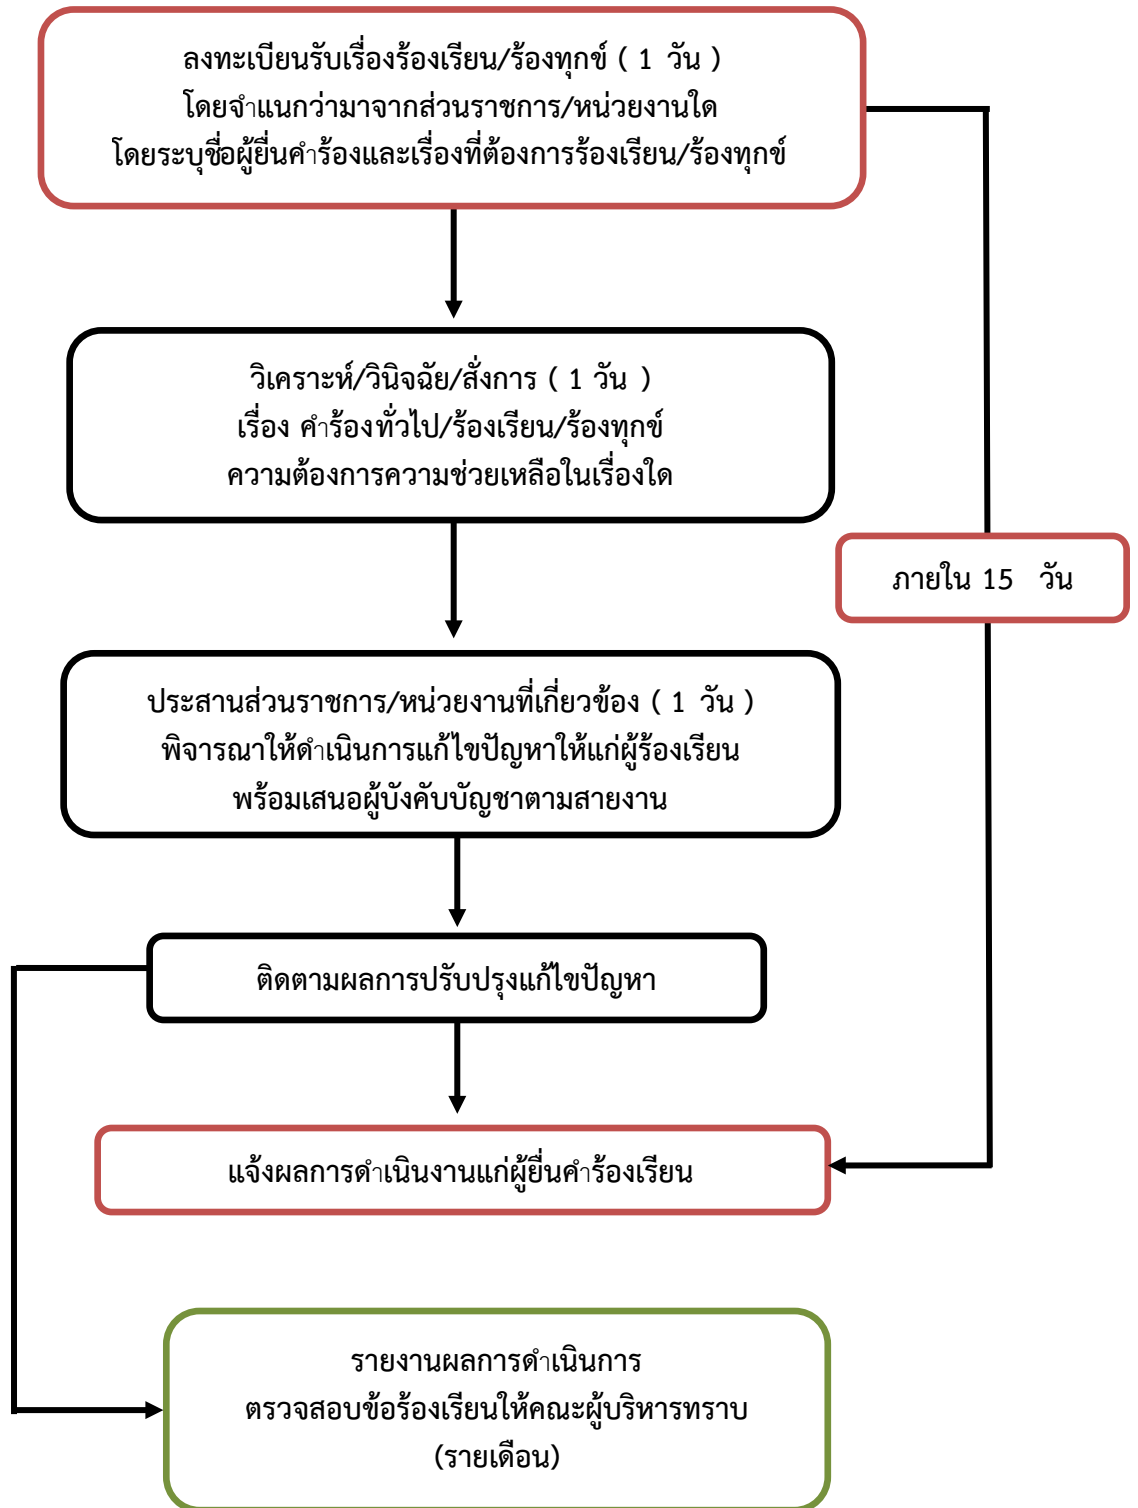 ลงทะเบียนรับเรื่องร้องเรียน/ร้องทุกข์ ( 1 วัน )
โดยจำแนกว่ามาจากส่วนราชการ/หน่วยงานใด
โดยระบุชื่อผู้ยื่นคำร้องและเรื่องที่ต้องการร้องเรียน/ร้องทุกข์
วิเคราะห์/วินิจฉัย/สั่งการ ( 1 วัน )
เรื่อง คำร้องทั่วไป/ร้องเรียน/ร้องทุกข์
ความต้องการความช่วยเหลือในเรื่องใด
ภายใน 15 วัน
ประสานส่วนราชการ/หน่วยงานที่เกี่ยวข้อง ( 1 วัน )
พิจารณาให้ดำเนินการแก้ไขปัญหาให้แก่ผู้ร้องเรียน
พร้อมเสนอผู้บังคับบัญชาตามสายงาน
ติดตามผลการปรับปรุงแก้ไขปัญหา
แจ้งผลการดำเนินงานแก่ผู้ยื่นคำร้องเรียน
รายงานผลการดำเนินการ
ตรวจสอบข้อร้องเรียนให้คณะผู้บริหารทราบ
(รายเดือน)